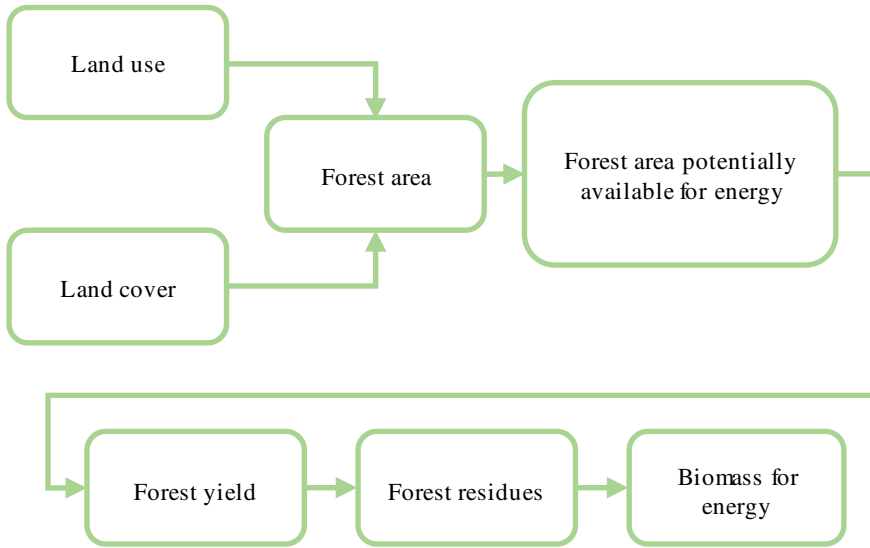 Land use
Forest area
Forest area potentially
available for energy
Land cover
Forest yield
Forest residues
Biomass for
energy